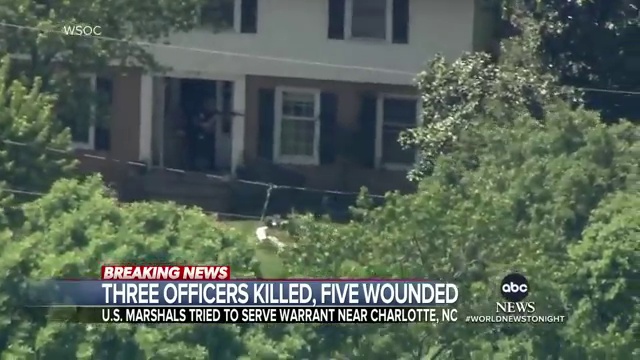 WSOC
BREAKING NEWS
THREE OFFICERS KILLED, FIVE WOUNDED
U.S. MARSHALS TRIED TO SERVE WARRANT NEAR CHARLOTTE, NC
abc
NEWS
#WORLDNEWSTONIGHT